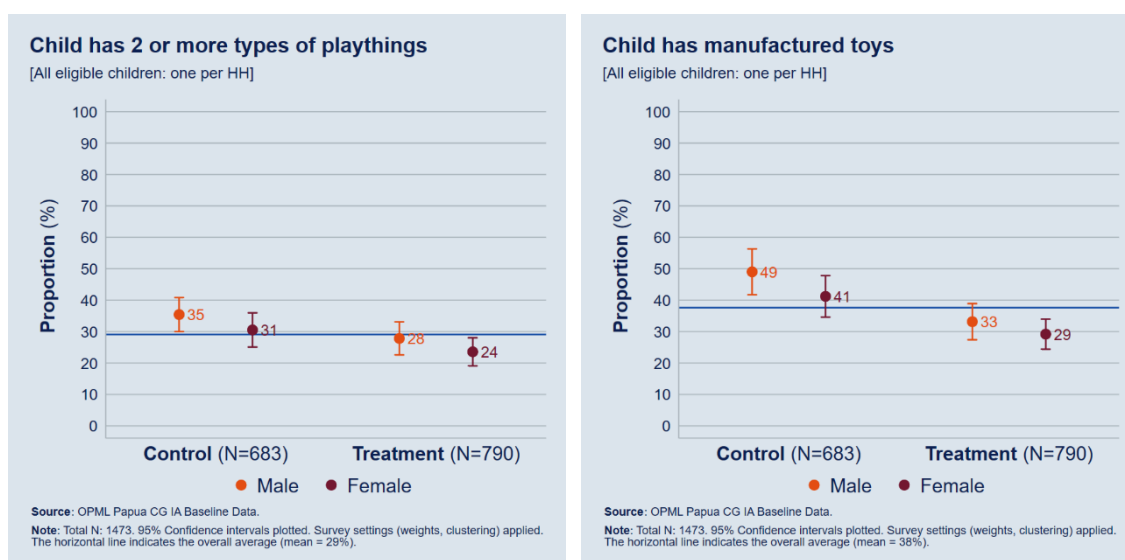 Child has 2 or more types of playthings
[All eligible children: one per HH]
Proportion (%)
100
90
80
70
60
50
40
30
20
10
0
35
31
28
24
Control (N=683)
Treatment (N=790)
Male
Female
Source: OPML Papua CG IA Baseline Data.
Note: Total N: 1473. 95% Confidence intervals plotted. Survey settings (weights, clustering) applied.
The horizontal line indicates the overall average (mean = 29%).
Child has manufactured toys
[All eligible children: one per HH]
Proportion (%)
100
90
80
70
60
50
40
30
20
10
0
49
41
33
29
Control (N=683)
Treatment (N=790)
Male
Female
Source: OPML Papua CG IA Baseline Data.
Note: Total N: 1473. 95% Confidence intervals plotted. Survey settings (weights, clustering) applied.
The horizontal line indicates the overall average (mean = 38%).